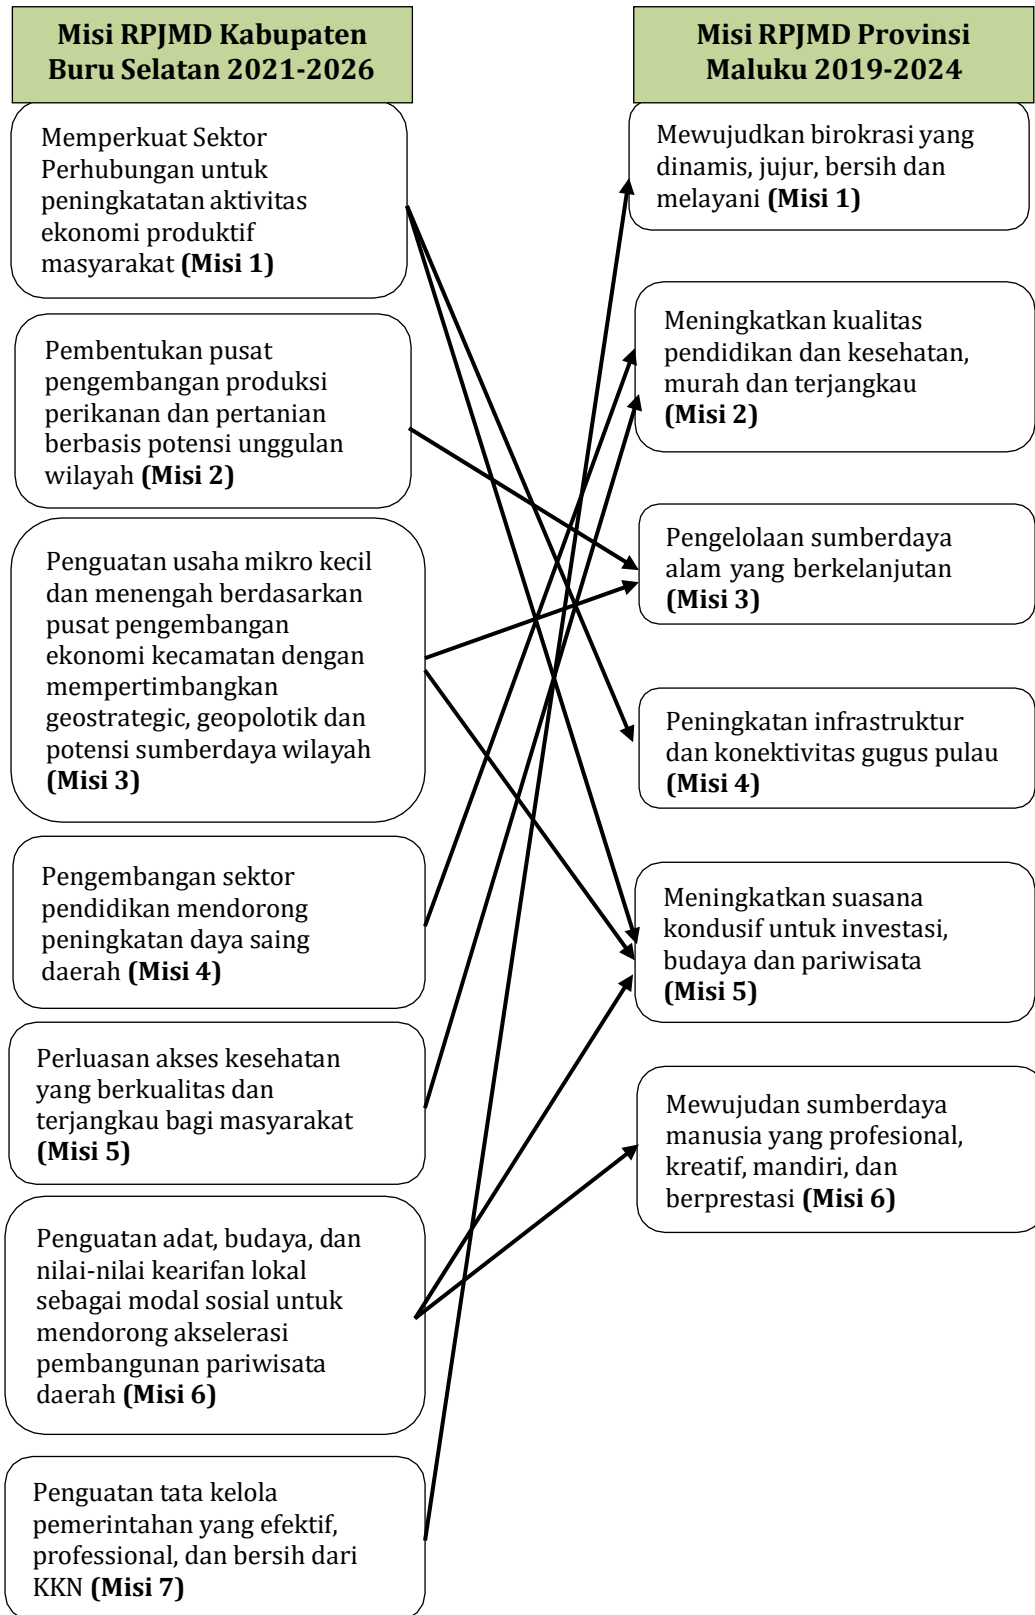 Misi RPJMD Kabupaten
Buru Selatan 2021-2026
Memperkuat Sektor
Perhubungan untuk
peningkatatan aktivitas
ekonomi produktif
masyarakat (Misi 1)
Pembentukan pusat
pengembangan produksi
perikanan dan pertanian
berbasis potensi unggulan
wilayah (Misi 2)
Penguatan usaha mikro kecil
dan menengah berdasarkan
pusat pengembangan
ekonomi kecamatan dengan
mempertimbangkan
geostrategic, geopolotik dan
potensi sumberdaya wilayah
(Misi 3)
Pengembangan sektor
pendidikan mendorong
peningkatan daya saing
daerah (Misi 4)
Perluasan akses kesehatan
yang berkualitas dan
terjangkau bagi masyarakat
(Misi 5)
Penguatan adat, budaya, dan
nilai-nilai kearifan lokal
sebagai modal sosial untuk
mendorong akselerasi
pembangunan pariwisata
daerah (Misi 6)
Penguatan tata kelola
pemerintahan yang efektif,
professional, dan bersih dari
KKN (Misi 7)
Misi RPJMD Provinsi
Maluku 2019-2024
Mewujudkan birokrasi yang
dinamis, jujur, bersih dan
melayani (Misi 1)
Meningkatkan kualitas
pendidikan dan kesehatan,
murah dan terjangkau
(Misi 2)
Pengelolaan sumberdaya
alam yang berkelanjutan
(Misi 3)
Peningkatan infrastruktur
dan konektivitas gugus pulau
(Misi 4)
Meningkatkan suasana
kondusif untuk investasi,
budaya dan pariwisata
(Misi 5)
Mewujudan sumberdaya
manusia yang profesional,
kreatif, mandiri, dan
berprestasi (Misi 6)